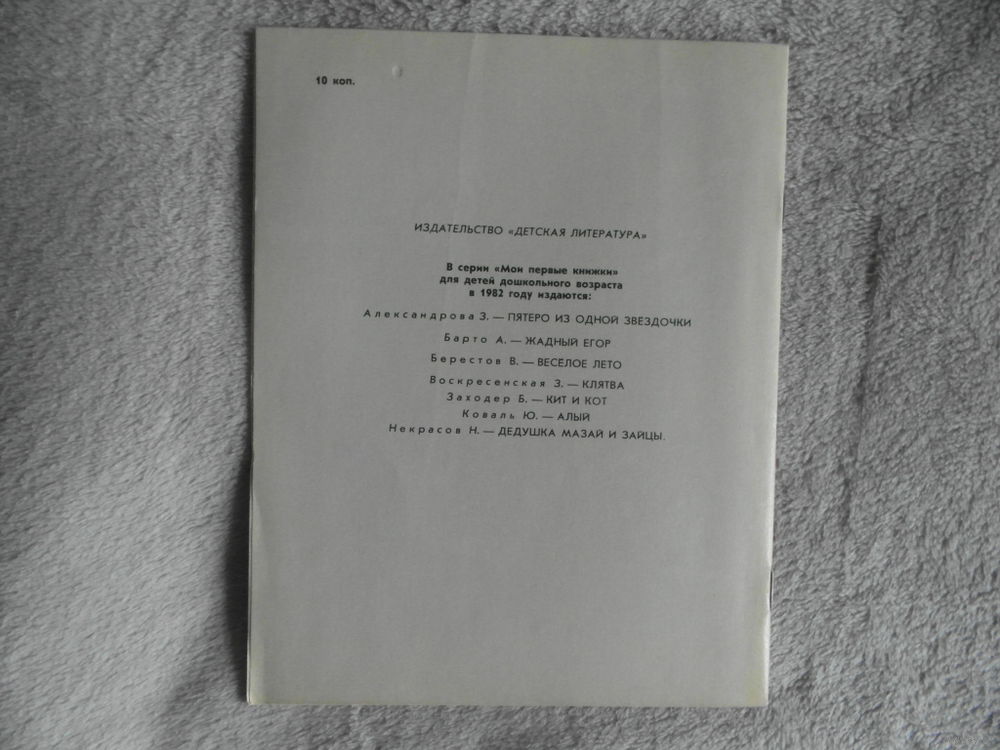 10 коп.
ИЗДАТЕЛЬСТВО «ДЕТСКАЯ ЛИТЕРАТУРА»
В серии «Мои первые книжки»
для детей дошкольного возраста
в 1982 году издаются:
Александрова З. — ПЯТЕРО ИЗ ОДНОЙ ЗВЕЗДОЧКИ
Барто А. — ЖАДНЫЙ ЕГОР
Берестов В. — ВЕСЕЛОЕ ЛЕТО
Воскресенская З. — КЛЯТВА
Заходер Б. — КИТ И КОТ
Коваль Ю. — АЛЫЙ
Некрасов Н. — ДЕДУШКА МАЗАЙ И ЗАЙЦЫ.